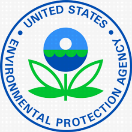 UNITED STATES
ENVIRONMENTAL PROTECTION AGENCY